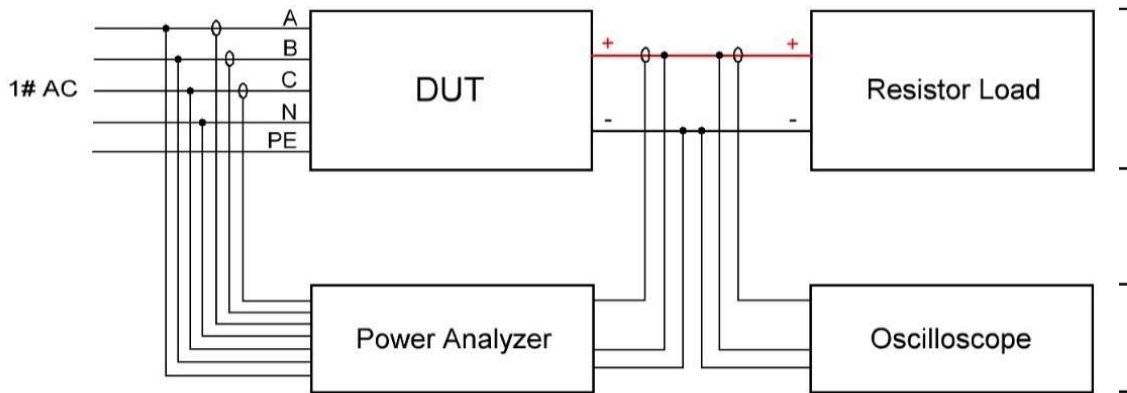 A
B
1# AC
C
N
PE
DUT
+
-
+
-
Resistor Load
Power Analyzer
Oscilloscope